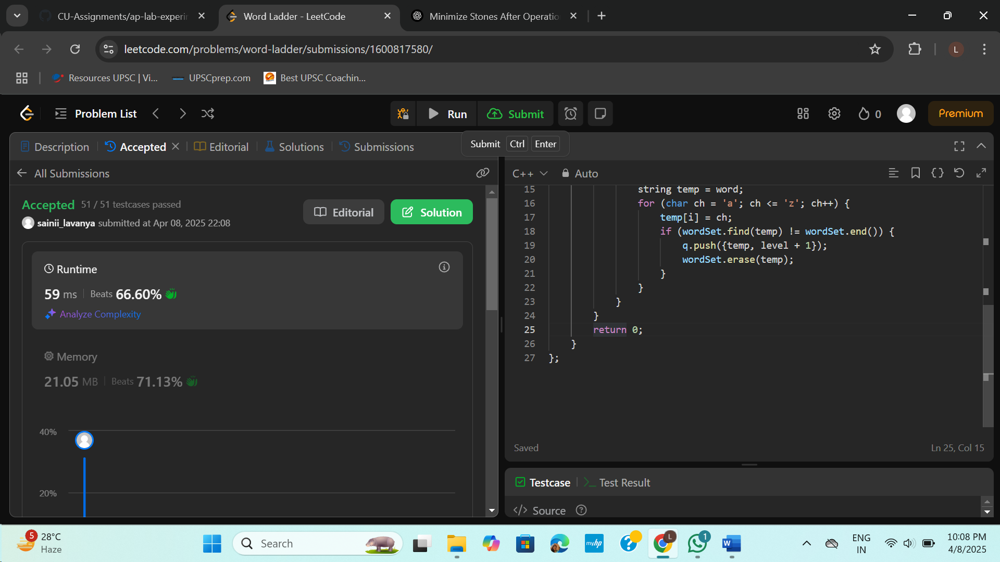 CU-Assignments/ap-lab-experir
Word Ladder - LeetCode
Minimize Stones After Operatio
leetcode.com/problems/word-ladder/submissions/1600817580/
L
Resources UPSC | Vi...
UPSCprep.com
Best UPSC Coachin...
Problem List
Run
Submit
0
Premium
Description
Accepted
Editorial
Solutions
Submissions
Submit Ctrl Enter
All Submissions
C++
Auto
Accepted 51 / 51 testcases passed
sainii_lavanya submitted at Apr 08, 2025 22:08
Editorial
Solution
Runtime
59 ms
Beats 66.60%
Analyze Complexity
Memory
21.05 MB
Beats 71.13%
40%
20%
15 string temp = word;
16 for (char ch = 'a'; ch <= 'z'; ch++) {
17 temp[i] = ch;
18 if (wordSet.find(temp) != wordSet.end()) {
19 q.push({temp, level + 1});
20 wordSet.erase(temp);
21 }
22 }
23 }
24 }
25 return 0;
26 }
27 };
Saved
Ln 25, Col 15
Testcase
Test Result
</> Source
5
28°C
Haze
Search
myhp
L
1
W
ENG
IN
10:08 PM
4/8/2025